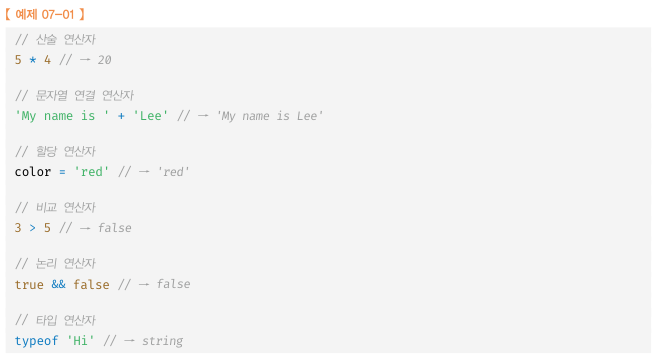 【 예제 07-01 】
// 산술 연산자
5 * 4 // → 20
// 문자열 연결 연산자
'My name is ' + 'Lee' // → 'My name is Lee'
// 할당 연산자
color = 'red' // → 'red'
// 비교 연산자
3 > 5 // → false
// 논리 연산자
true && false // → false
// 타입 연산자
typeof 'Hi' // → string